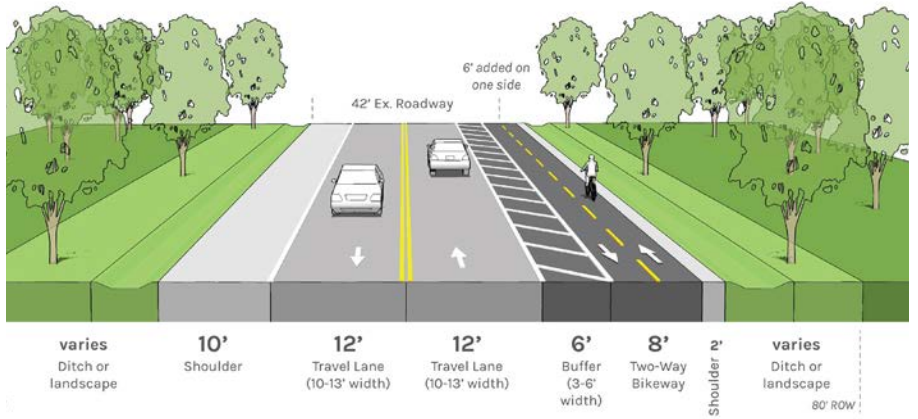 6' added on
one side
42' Ex. Roadway
varies
Ditch or
landscape
10'
Shoulder
12'
Travel Lane
(10-13' width)
12'
Travel Lane
(10-13' width)
6'
Buffer
(3-6'
width)
8'
Two-Way
Bikeway
2'
Shoulder
varies
Ditch or
landscape
80' ROW